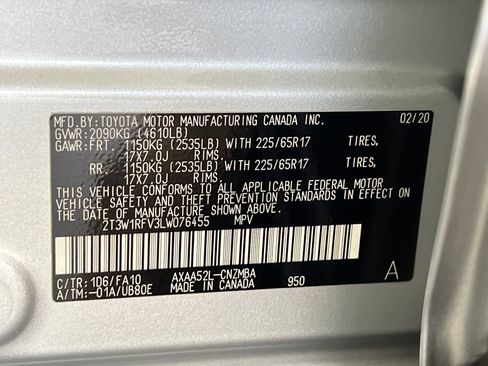 MFD.BY:TOYOTA MOTOR MANUFACTURING CANADA INC. 02/20
GVWR:2090KG (4610LB)
GAWR:FRT. 1150KG (2535LB) WITH 225/65R17 TIRES,
17X7.0J RIMS.
RR. 1150KG (2535LB) WITH 225/65R17 TIRES,
17X7.0J RIMS.
THIS VEHICLE CONFORMS TO ALL APPLICABLE FEDERAL MOTOR
VEHICLE SAFETY AND THEFT PREVENTION STANDARDS IN EFFECT ON
THE DATE OF MANUFACTURE SHOWN ABOVE.
2T3W1RFV3LW076455 MPV
C/TR:1D6/FA10 AXAA52L-CNZMBA A
A/TM:-01A/UB80E MADE IN CANADA 950